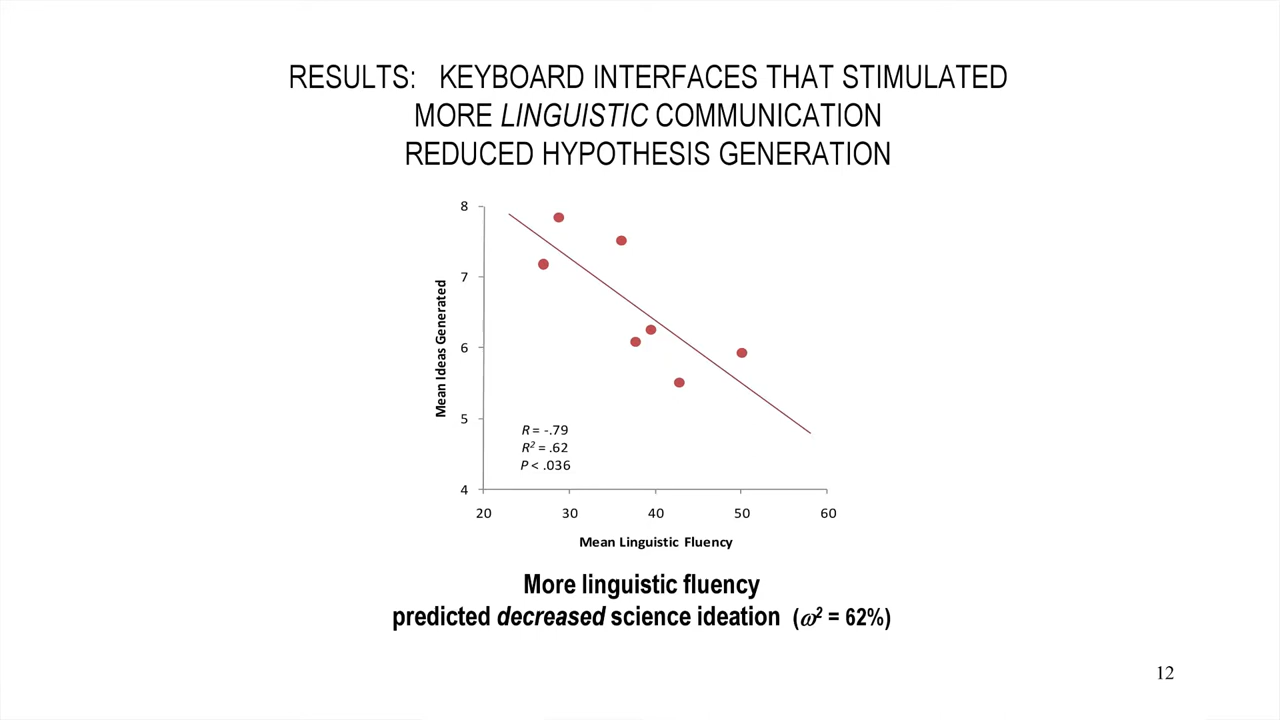 RESULTS: KEYBOARD INTERFACES THAT STIMULATED
MORE LINGUISTIC COMMUNICATION
REDUCED HYPOTHESIS GENERATION
8
7
6
5
4
Mean Ideas Generated
R = -.79
R² = .62
P < .036
20 30 40 50 60
Mean Linguistic Fluency
More linguistic fluency
predicted decreased science ideation (ω² = 62%)
12